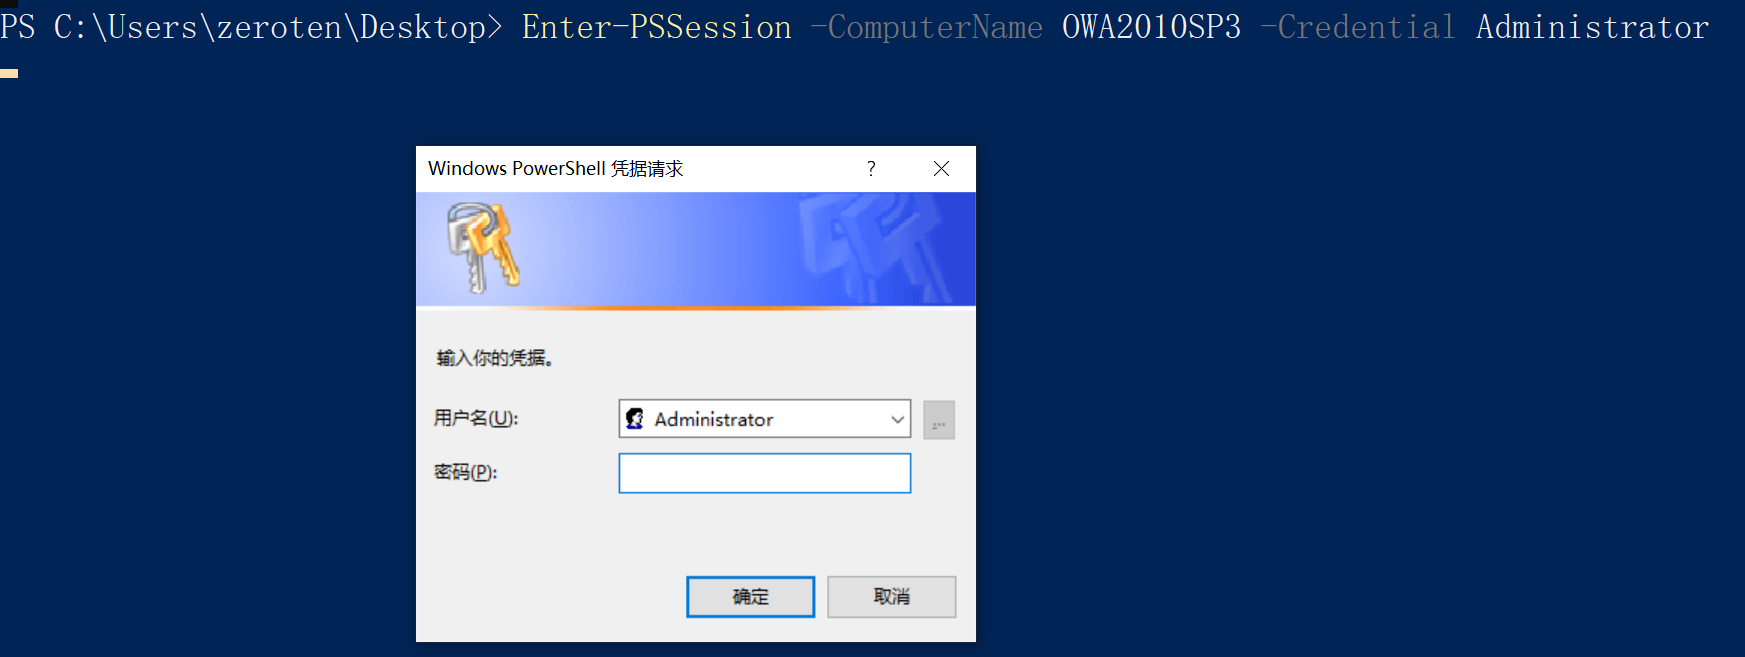 PS C:\Users\zeroten\Desktop> Enter-PSSession -ComputerName OWA2010SP3 -Credential Administrator
Windows PowerShell 凭据请求
输入你的凭据。
用户名(U):
Administrator
...
密码(P):
确定
取消